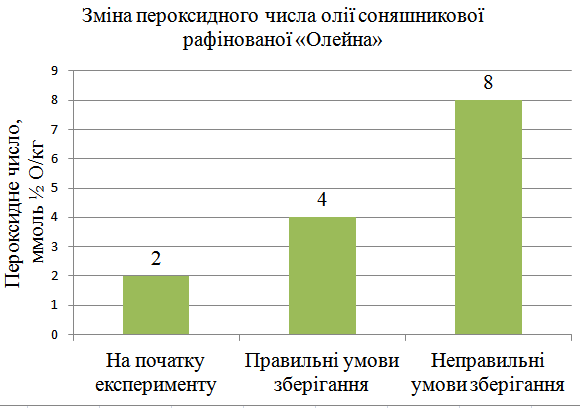 Зміна пероксидного числа олії соняшникової
рафінованої «Олейна»
Пероксидне число,
ммоль ½ О/кг
9
8
7
6
5
4
3
2
1
0
2
4
8
На початку
експерименту
Правильні умови
зберігання
Неправильні
умови зберігання